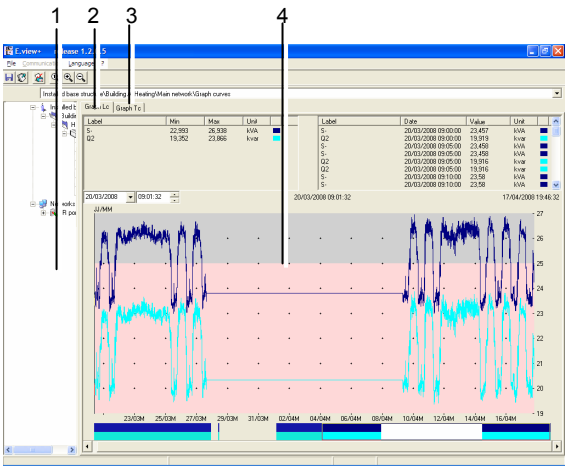 1 2 3 4
E.view+ release 1.2. .5
File Communication Language ?
Installed base structure\Building A\Heating\Main network\Graph curves
Graph Lc Graph Tc
Label Min Max Unit
S- 22,993 26,938 kVA
Q2 19,352 23,866 kvar
Label Date Value Unit
S- 20/03/2008 09:00:00 23,457 kVA
Q2 20/03/2008 09:00:00 19,919 kvar
S- 20/03/2008 09:05:00 23,458 kVA
S- 20/03/2008 09:05:00 23,458 kVA
Q2 20/03/2008 09:05:00 19,916 kvar
Q2 20/03/2008 09:05:00 19,916 kvar
S- 20/03/2008 09:10:00 23,58 kVA
S- 20/03/2008 09:10:00 23,58 kVA
20/03/2008 09:01:32 20/03/2008 09:01:32 17/04/2008 19:46:32
JJ/MM
27
26
25
24
23
22
21
20
19
23/03M 25/03M 27/03M 29/03M 31/03M 02/04M 04/04M 06/04M 08/04M 10/04M 12/04M 14/04M 16/04M